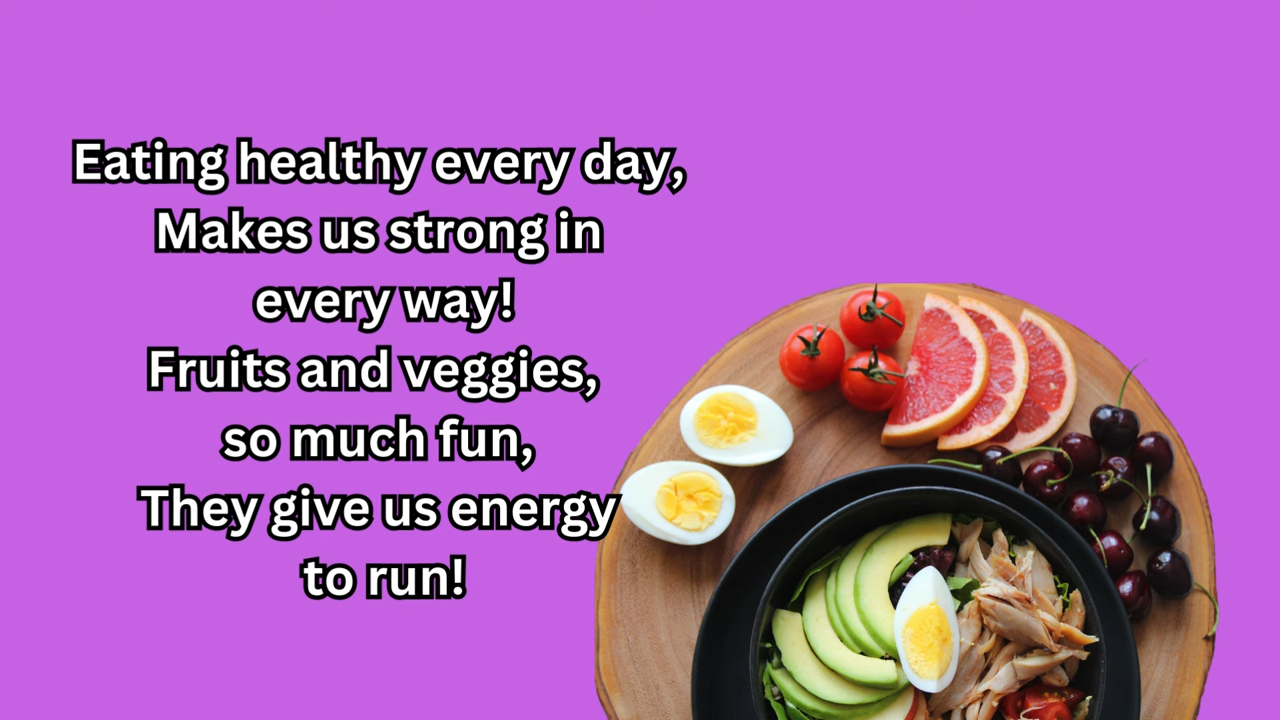 Eating healthy every day,
Makes us strong in
every way!
Fruits and veggies,
so much fun,
They give us energy
to run!